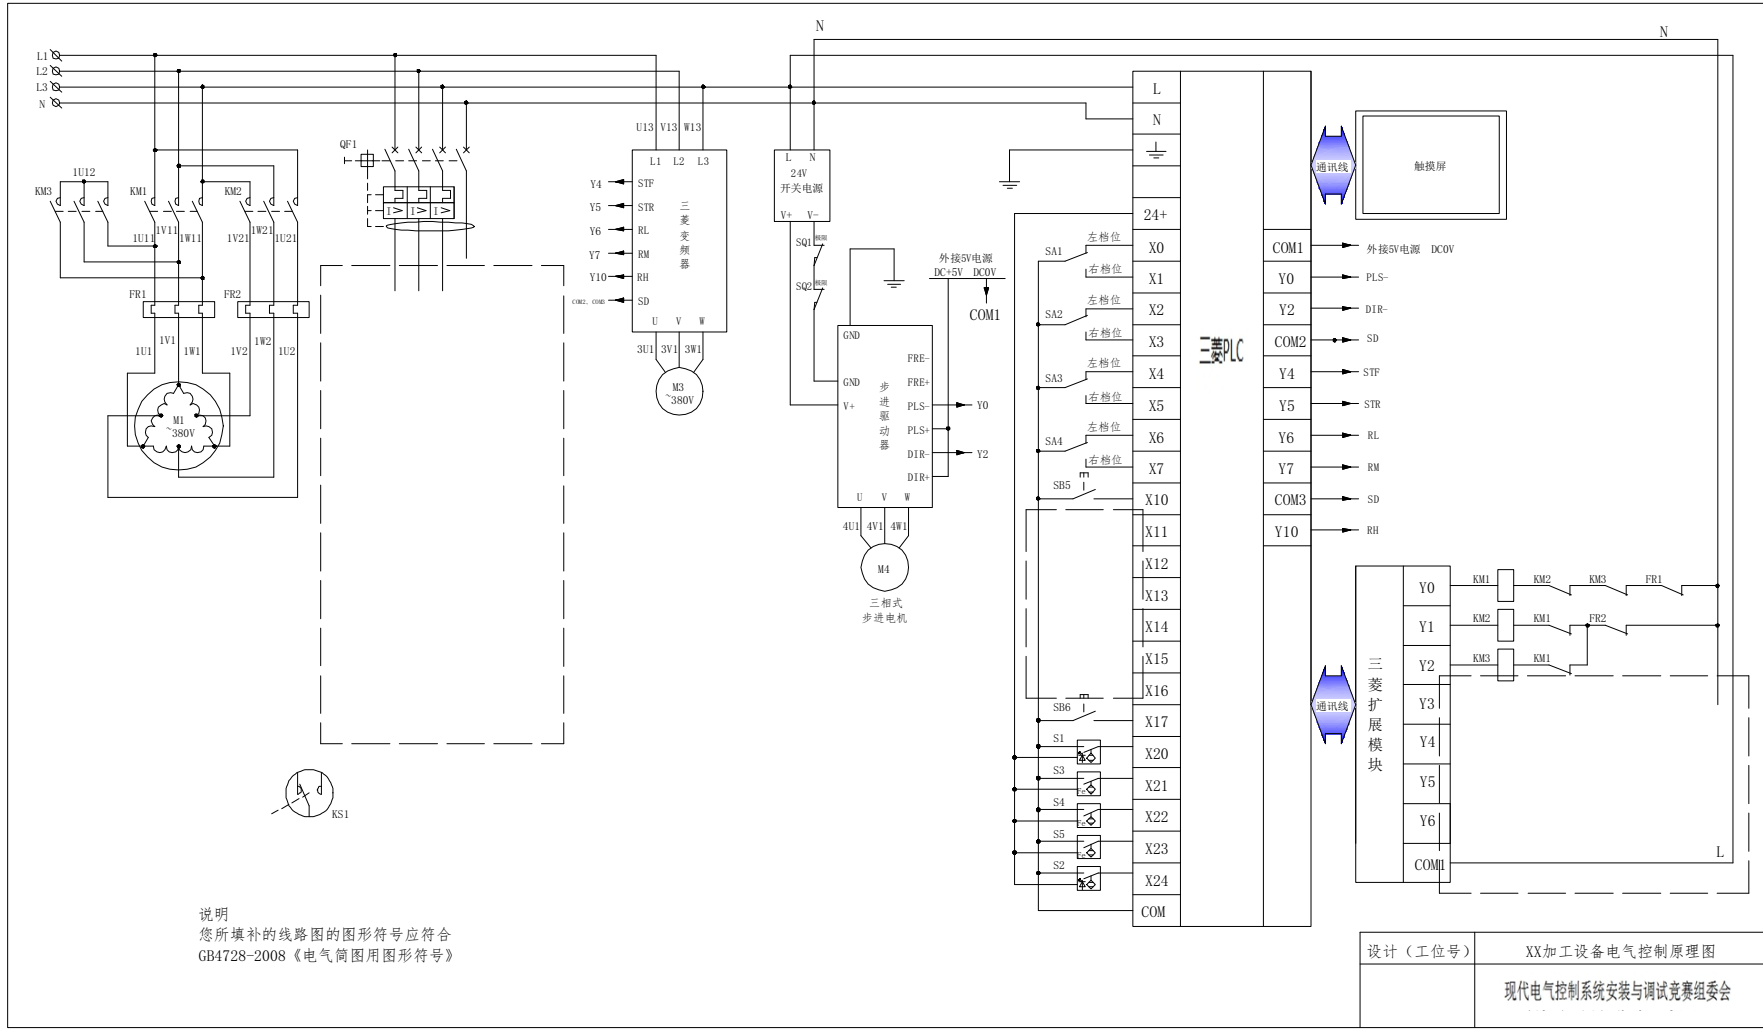 N
N
L1
L2
L3
N
U13 V13 W13
QF1
1U12
KM3
KM1
KM2
1U11
1V11
1W11
1V21
1W21
1U21
FR1
FR2
1U1
1V1
1W1
1V2
1W2
1U2
M1
~380V
I>
I>
I>
KS1
L1 L2 L3
Y4 STF
Y5 STR
Y6 RL
Y7 RM
Y10 RH
COM2、COM3 SD
三菱变频器
U V W
3U1 3V1 3W1
M3
~380V
L N
24V
开关电源
V+ V-
SQ1 极限
SQ2 极限
外接5V电源
DC+5V DC0V
COM1
GND
FRE-
GND FRE+
V+ PLS- Y0
PLS+
DIR- Y2
DIR+
步进驱动器
U V W
4U1 4V1 4W1
M4
三相式
步进电机
L
N
24+
SA1 左档位 X0
右档位 X1
SA2 左档位 X2
右档位 X3
SA3 左档位 X4
右档位 X5
SA4 左档位 X6
右档位 X7
SB5 X10
X11
X12
X13
X14
X15
X16
SB6 X17
S1 X20
S3 Fe X21
S4 Fe X22
S5 Fe X23
S2 X24
COM
三菱PLC
COM1 外接5V电源 DC0V
Y0 PLS-
Y2 DIR-
COM2 SD
Y4 STF
Y5 STR
Y6 RL
Y7 RM
COM3 SD
Y10 RH
通讯线
触摸屏
通讯线
三菱扩展模块
Y0 KM1 KM2 KM3 FR1
Y1 KM2 KM1 FR2
Y2 KM3 KM1
Y3
Y4
Y5
Y6
COM1
L
说明
您所填补的线路图的图形符号应符合
GB4728-2008《电气简图用图形符号》
设计（工位号） XX加工设备电气控制原理图
现代电气控制系统安装与调试竞赛组委会